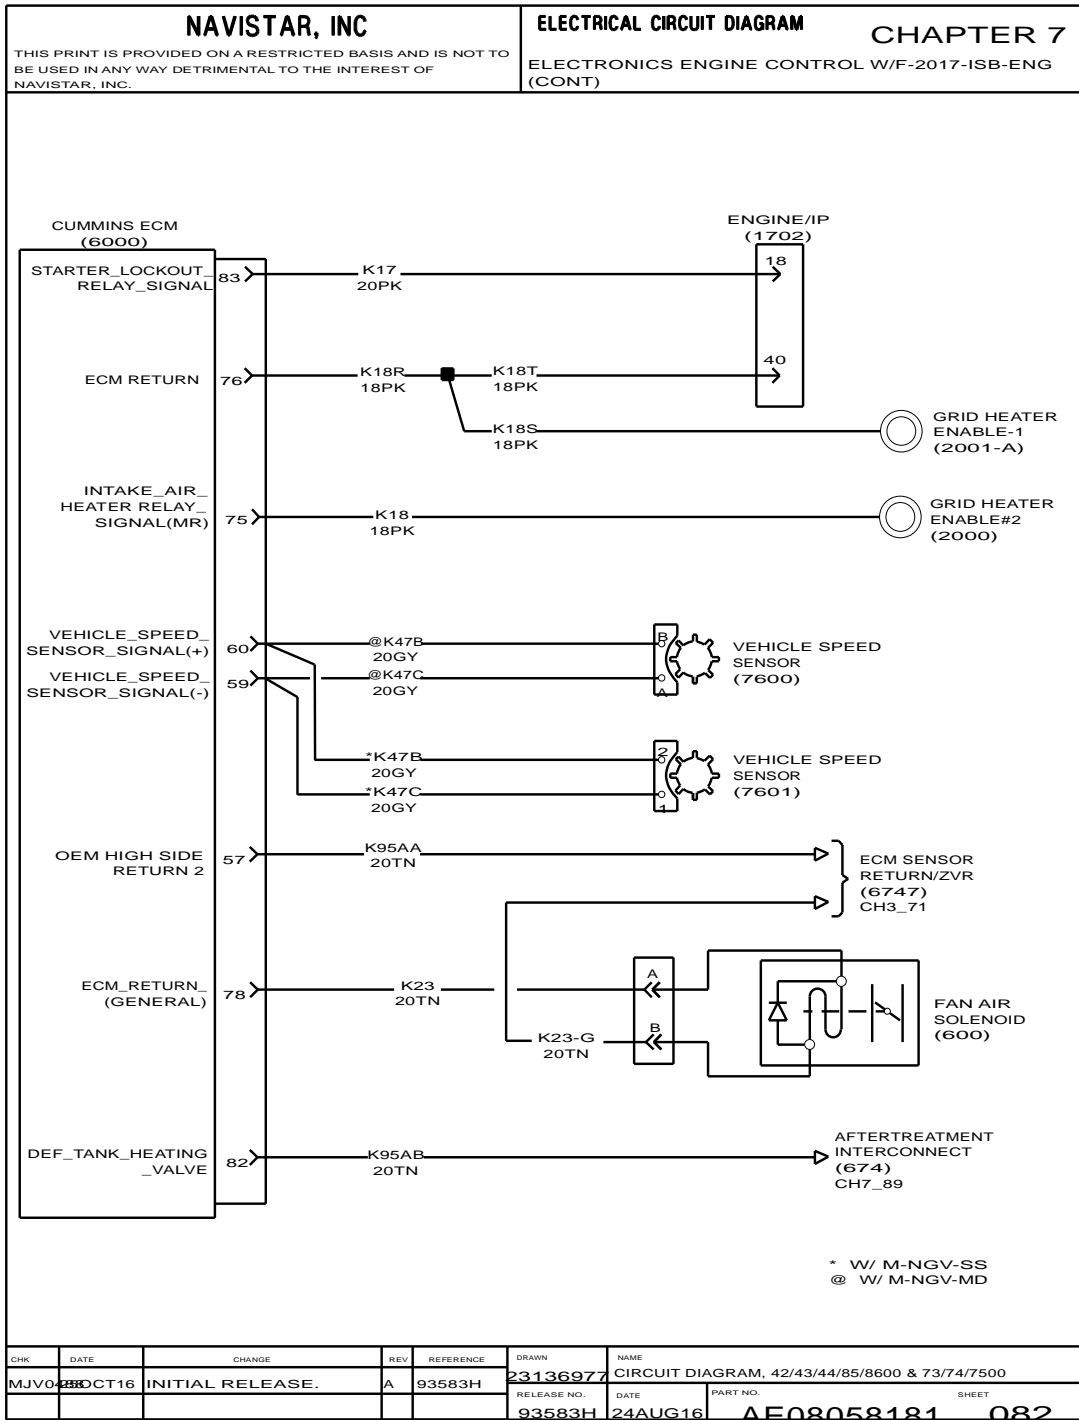 NAVISTAR, INC
THIS PRINT IS PROVIDED ON A RESTRICTED BASIS AND IS NOT TO
BE USED IN ANY WAY DETRIMENTAL TO THE INTEREST OF
NAVISTAR, INC.
ELECTRICAL CIRCUIT DIAGRAM
CHAPTER 7
ELECTRONICS ENGINE CONTROL W/F-2017-ISB-ENG
(CONT)
CUMMINS ECM
(6000)
ENGINE/IP
(1702)
STARTER_LOCKOUT_
RELAY_SIGNAL
83
K17
20PK
18
ECM RETURN
76
K18R
18PK
K18T
18PK
40
K18S
18PK
GRID HEATER
ENABLE-1
(2001-A)
INTAKE_AIR_
HEATER RELAY_
SIGNAL(MR)
75
K18
18PK
GRID HEATER
ENABLE#2
(2000)
VEHICLE_SPEED_
SENSOR_SIGNAL(+)
60
@K47B
20GY
B
VEHICLE SPEED
SENSOR
(7600)
VEHICLE_SPEED_
SENSOR_SIGNAL(-)
59
@K47C
20GY
A
*K47B
20GY
2
VEHICLE SPEED
SENSOR
(7601)
*K47C
20GY
1
OEM HIGH SIDE
RETURN 2
57
K95AA
20TN
ECM SENSOR
RETURN/ZVR
(6747)
CH3_71
ECM_RETURN_
(GENERAL)
78
K23
20TN
A
K23-G
20TN
B
FAN AIR
SOLENOID
(600)
DEF_TANK_HEATING
_VALVE
82
K95AB
20TN
AFTERTREATMENT
INTERCONNECT
(674)
CH7_89
* W/ M-NGV-SS
@ W/ M-NGV-MD
CHK DATE CHANGE REV REFERENCE
28OCT16 INITIAL RELEASE. A 93583H
DRAWN
23136977
NAME
CIRCUIT DIAGRAM, 42/43/44/85/8600 & 73/74/7500
RELEASE NO.
93583H
DATE
24AUG16
PART NO.
AF08058181
SHEET
082